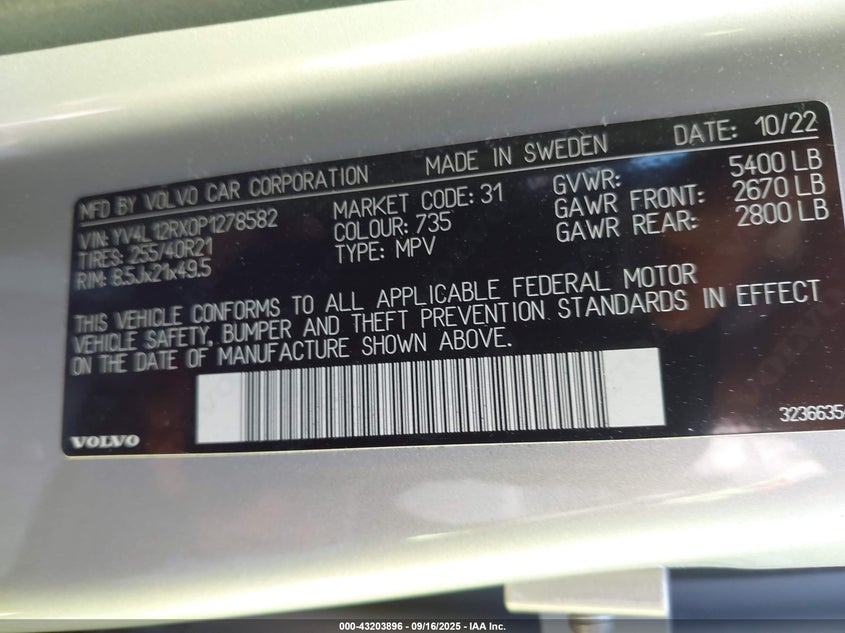 MFD BY VOLVO CAR CORPORATION MADE IN SWEDEN DATE: 10/22
VIN: YV4L12RX0P1278582 MARKET CODE: 31 GVWR: 5400 LB
TIRES: 255/40R21 COLOUR: 735 GAWR FRONT: 2670 LB
RIM: 8.5Jx21x49.5 TYPE: MPV GAWR REAR: 2800 LB
THIS VEHICLE CONFORMS TO ALL APPLICABLE FEDERAL MOTOR
VEHICLE SAFETY, BUMPER AND THEFT PREVENTION STANDARDS IN EFFECT
ON THE DATE OF MANUFACTURE SHOWN ABOVE.
VOLVO
3236635
000-43203896 - 09/16/2025 - IAA Inc.